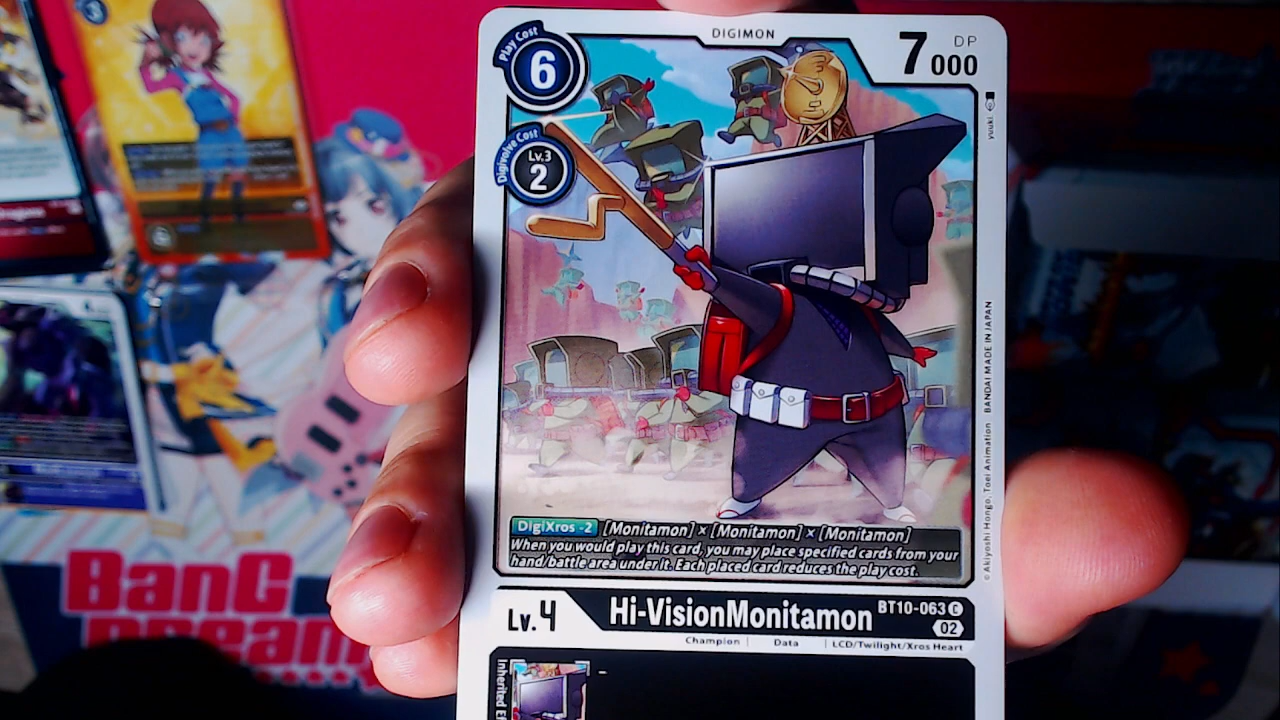 DIGIMON
Play Cost
6
7000
DP
Digivolve Cost
Lv.3
2
yuuki.
© Akiyoshi Hongo, Toei Animation BANDAI MADE IN JAPAN
DigiXros -2 [Monitamon] × [Monitamon] × [Monitamon]
When you would play this card, you may place specified cards from your
hand/battle area under it. Each placed card reduces the play cost.
Lv.4
Hi-VisionMonitamon
BT10-063 C
02
Champion | Data | LCD/Twilight/Xros Heart
Inherited
3
BanG
Dream